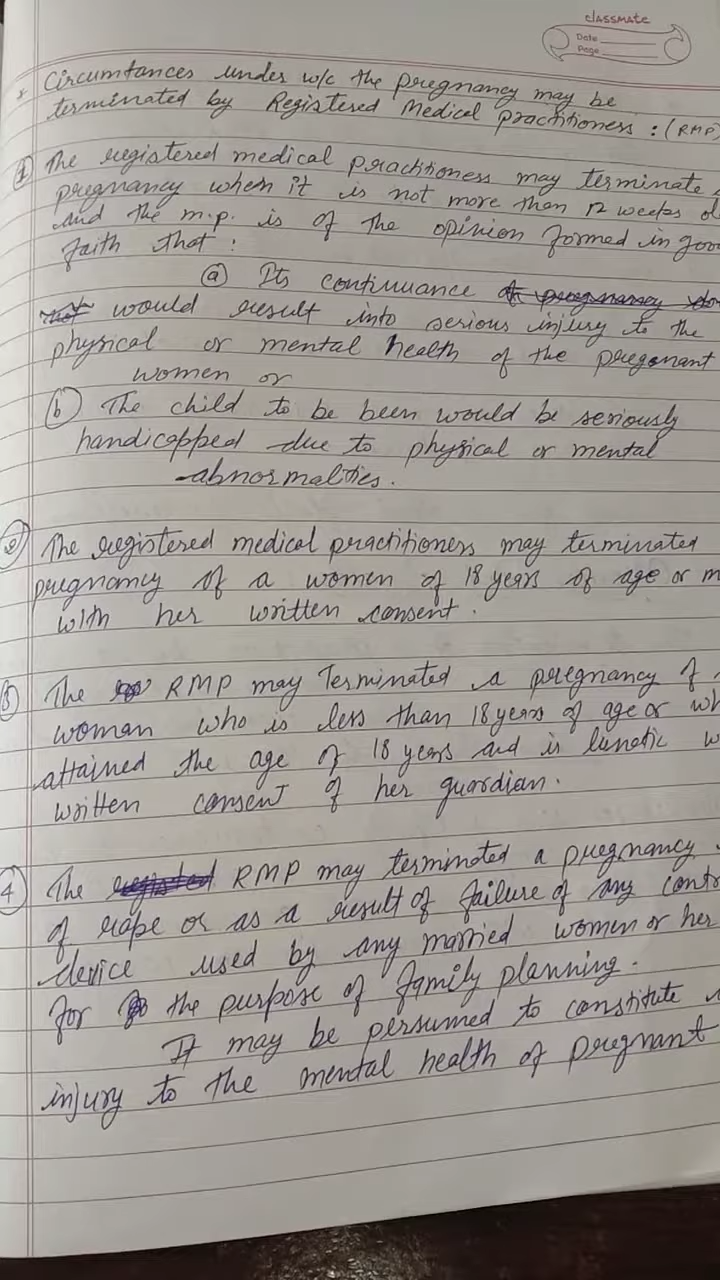 classmate
Date
Page
* Circumtances under w/c the pregnancy may be
terminated by Registered Medical practitioness : (RMP)
1 The registered medical practitioness may terminate
pregnancy when it is not more than 12 weeks
and the m.p. is of the opinion formed in good
faith that :
(a) Its continuance
would result into serious injury to the
physical or mental health of the pregonant
women or
(b) The child to be been would be seriously
handicapped due to physical or mental
abnormalties.
The registered medical practitioners may terminated
pregnancy of a women of 18 years of age or
with her written consent.
3 The RMP may Terminated a pregnancy of
woman who is less than 18 years of age or
attained the age of 18 years and is lunatic
written consent of her guardian.
4 The RMP may terminated a pregnancy
of rape or as a result of failure of any
device used by any married women or her
for the purpose of family planning.
It may be persumed to constitute
injury to the mental health of pregnant